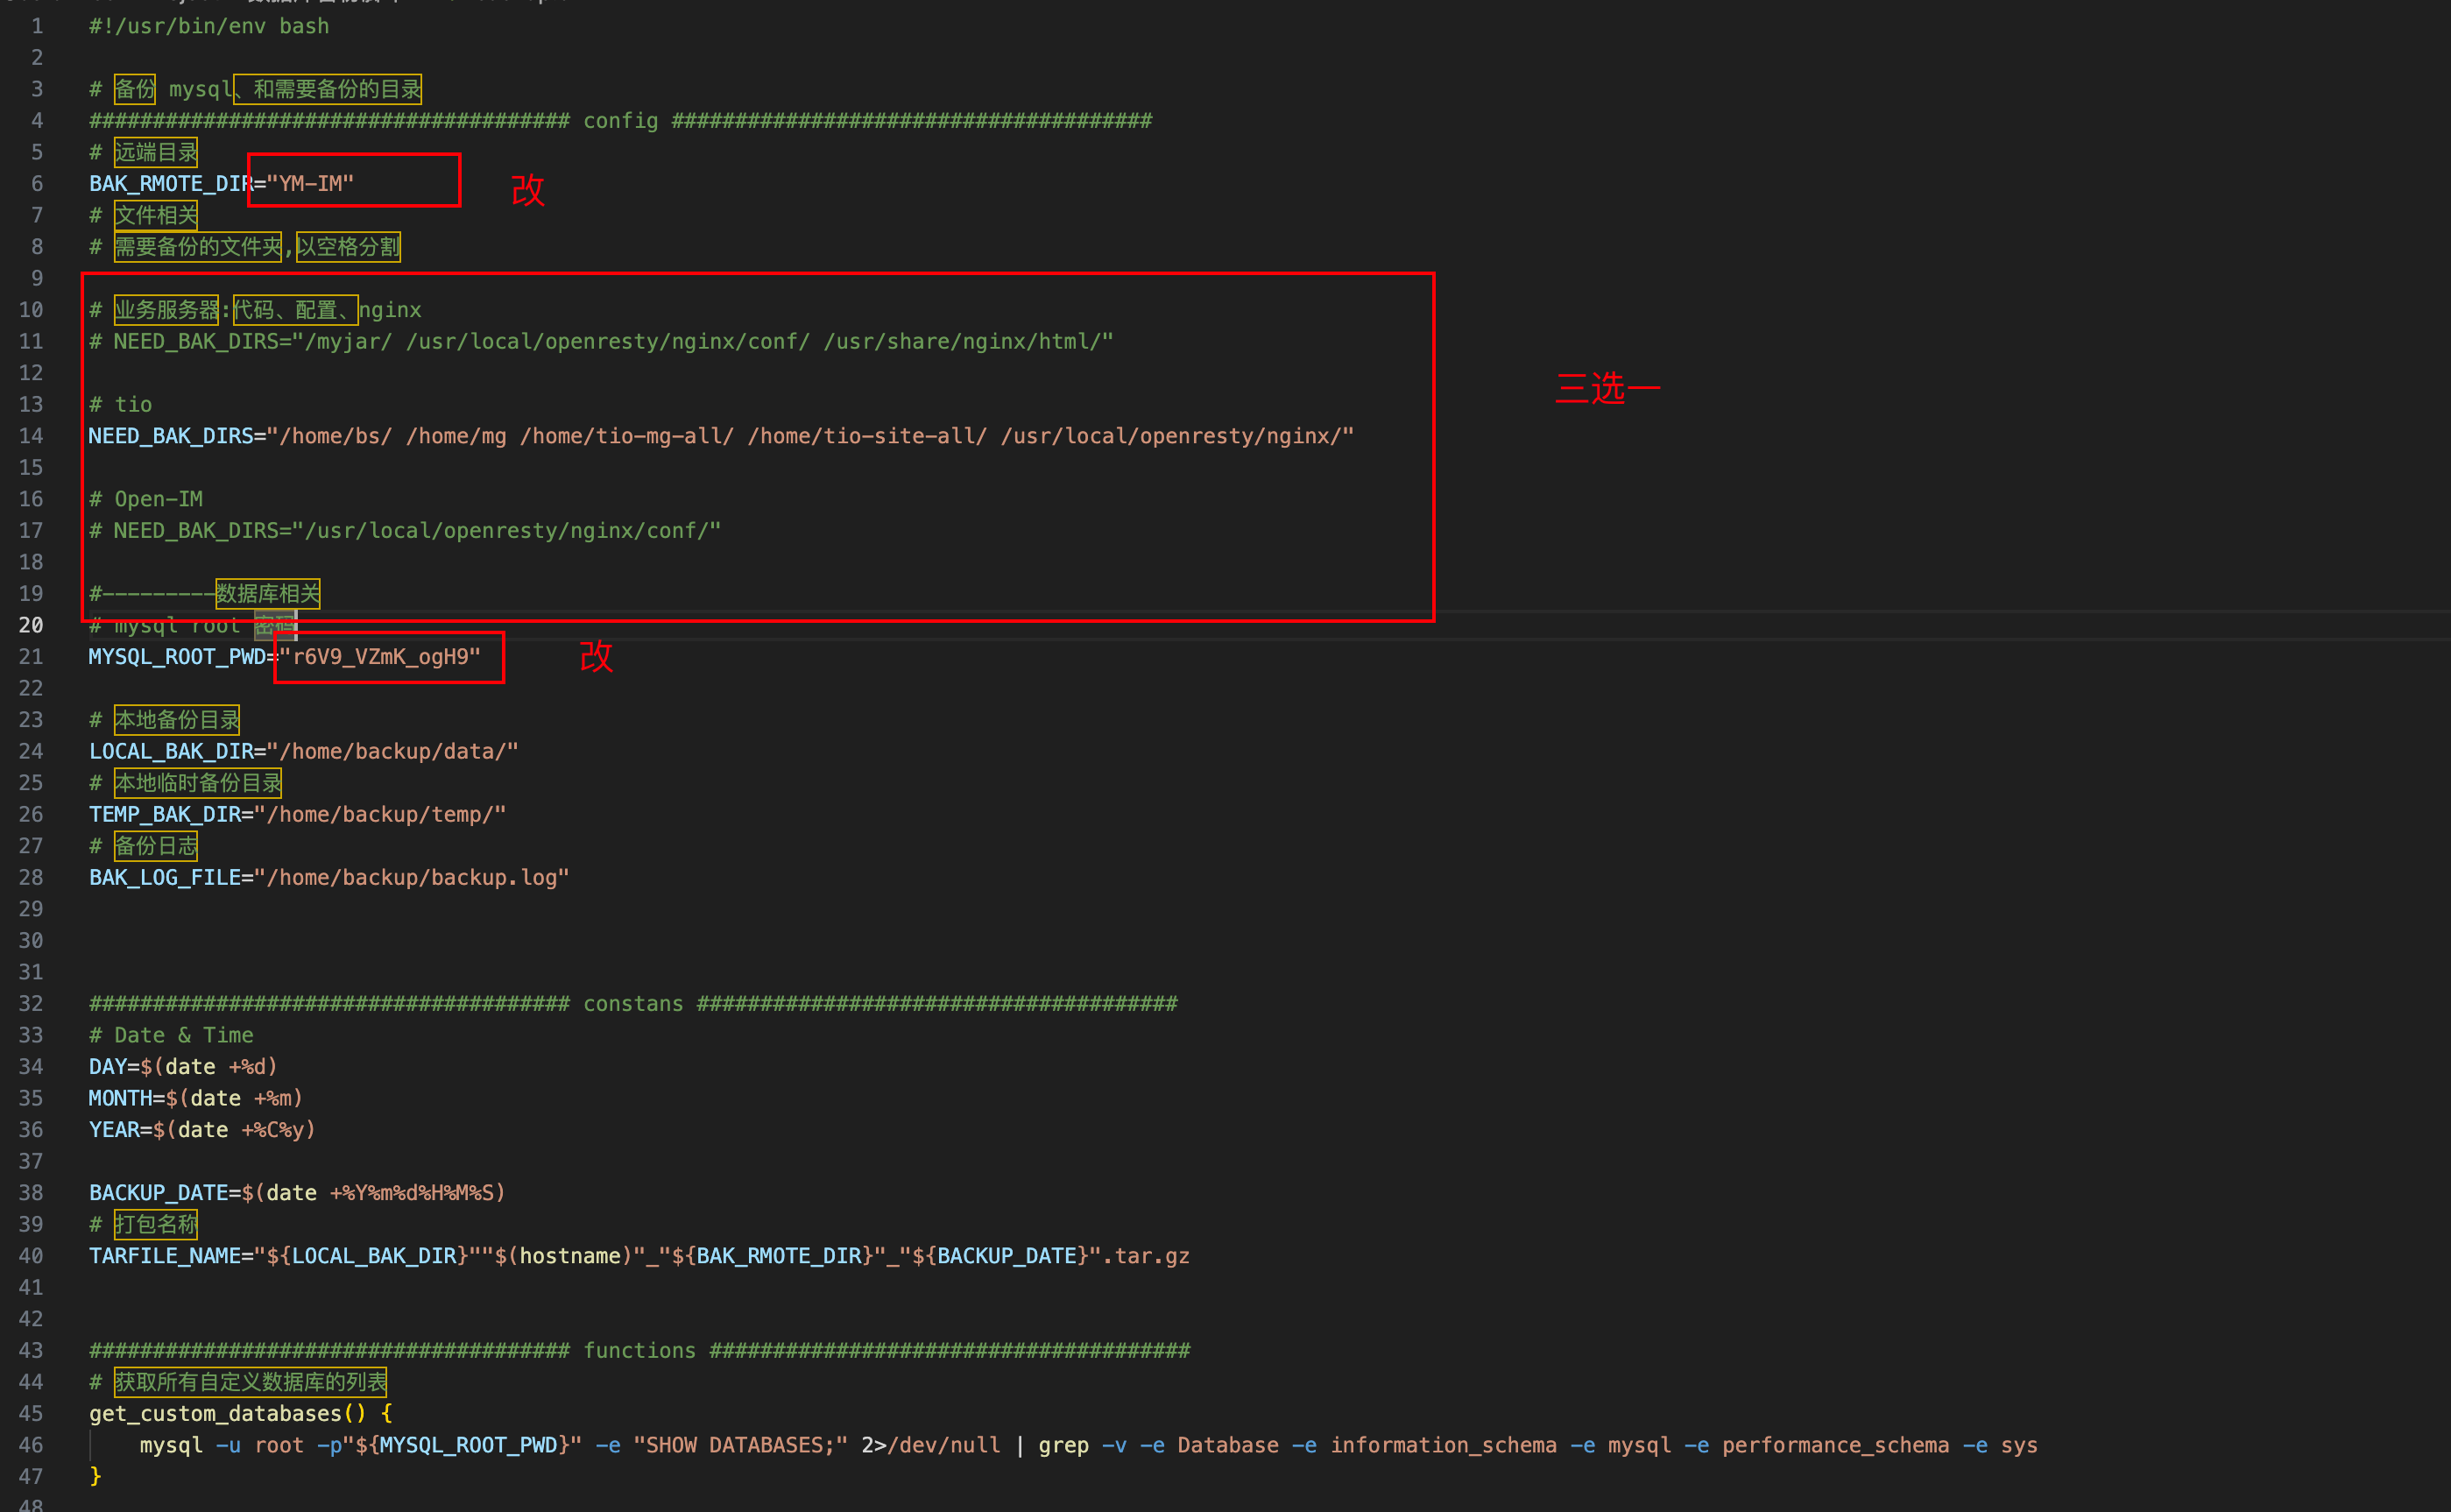 1 #!/usr/bin/env bash
2
3 # 备份 mysql、和需要备份的目录
4 ###################################### config ######################################
5 # 远端目录
6 BAK_RMOTE_DIR="YM-IM" 改
7 # 文件相关
8 # 需要备份的文件夹,以空格分割
9
10 # 业务服务器:代码、配置、nginx
11 # NEED_BAK_DIRS="/myjar/ /usr/local/openresty/nginx/conf/ /usr/share/nginx/html/"
12
三选一
13 # tio
14 NEED_BAK_DIRS="/home/bs/ /home/mg /home/tio-mg-all/ /home/tio-site-all/ /usr/local/openresty/nginx/"
15
16 # Open-IM
17 # NEED_BAK_DIRS="/usr/local/openresty/nginx/conf/"
18
19 #---------数据库相关
20 # mysql root 密码
21 MYSQL_ROOT_PWD="r6V9_VZmK_ogH9" 改
22
23 # 本地备份目录
24 LOCAL_BAK_DIR="/home/backup/data/"
25 # 本地临时备份目录
26 TEMP_BAK_DIR="/home/backup/temp/"
27 # 备份日志
28 BAK_LOG_FILE="/home/backup/backup.log"
29
30
31
32 ###################################### constans ######################################
33 # Date & Time
34 DAY=$(date +%d)
35 MONTH=$(date +%m)
36 YEAR=$(date +%C%y)
37
38 BACKUP_DATE=$(date +%Y%m%d%H%M%S)
39 # 打包名称
40 TARFILE_NAME="${LOCAL_BAK_DIR}""$(hostname)"_"${BAK_RMOTE_DIR}"_"${BACKUP_DATE}".tar.gz
41
42
43 ###################################### functions ######################################
44 # 获取所有自定义数据库的列表
45 get_custom_databases() {
46 mysql -u root -p"${MYSQL_ROOT_PWD}" -e "SHOW DATABASES;" 2>/dev/null | grep -v -e Database -e information_schema -e mysql -e performance_schema -e sys
47 }
48